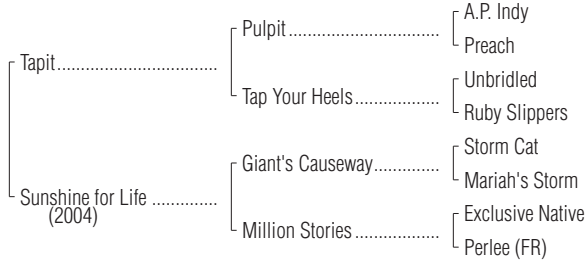 A.P. Indy
Pulpit
Preach
Tapit
Unbridled
Tap Your Heels
Ruby Slippers
Storm Cat
Giant's Causeway
Mariah's Storm
Sunshine for Life
(2004)
Exclusive Native
Million Stories
Perlee (FR)